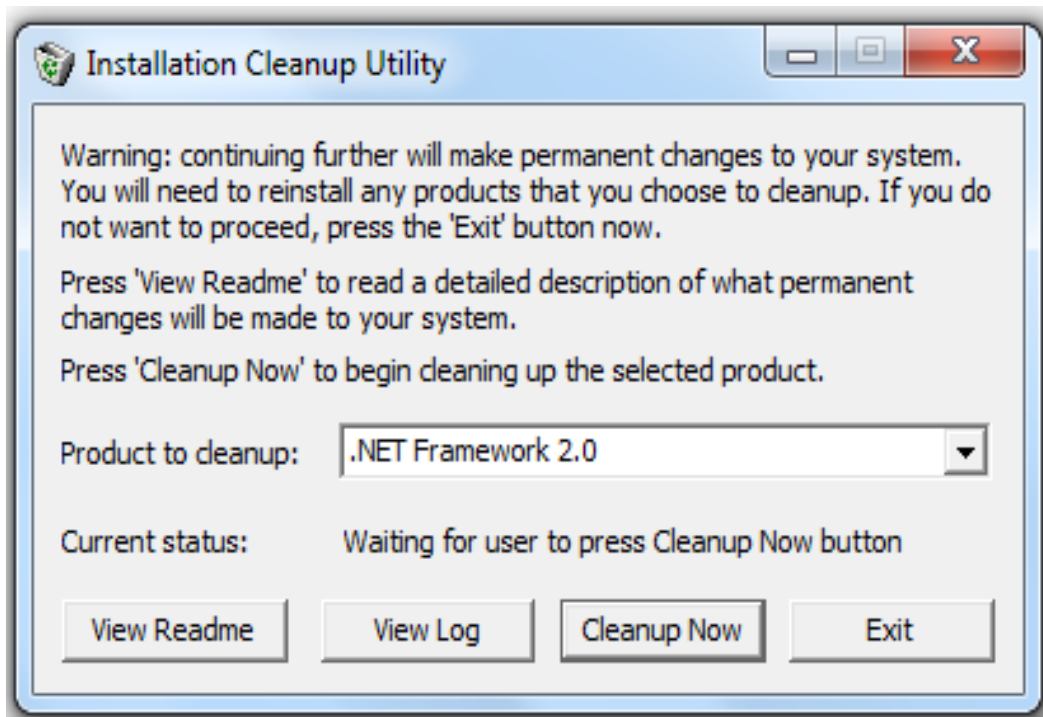 Installation Cleanup Utility
Warning: continuing further will make permanent changes to your system.
You will need to reinstall any products that you choose to cleanup. If you do
not want to proceed, press the 'Exit' button now.
Press 'View Readme' to read a detailed description of what permanent
changes will be made to your system.
Press 'Cleanup Now' to begin cleaning up the selected product.
Product to cleanup: .NET Framework 2.0
Current status: Waiting for user to press Cleanup Now button
View Readme View Log Cleanup Now Exit